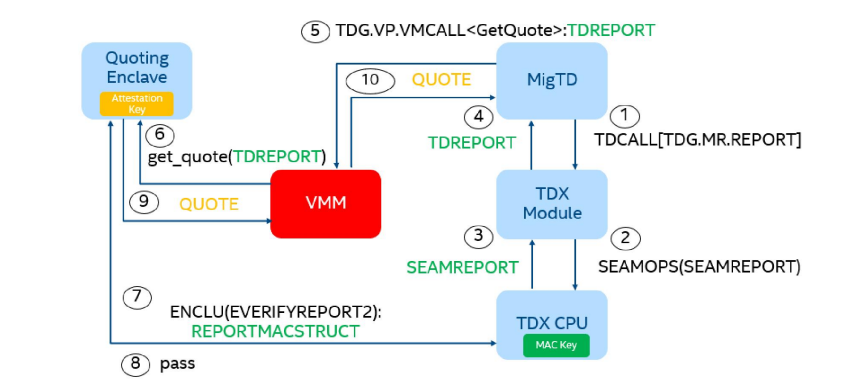 5 TDG.VP.VMCALL<GetQuote>:TDREPORT
Quoting
Enclave
Attestation
Key
10 QUOTE
MigTD
1
4
TDREPORT
TDCALL[TDG.MR.REPORT]
6
get_quote(TDREPORT)
9 QUOTE
VMM
TDX
Module
3
2
SEAMREPORT
SEAMOPS(SEAMREPORT)
7
ENCLU(EVERIFYREPORT2):
REPORTMACSTRUCT
TDX CPU
MAC Key
8 pass